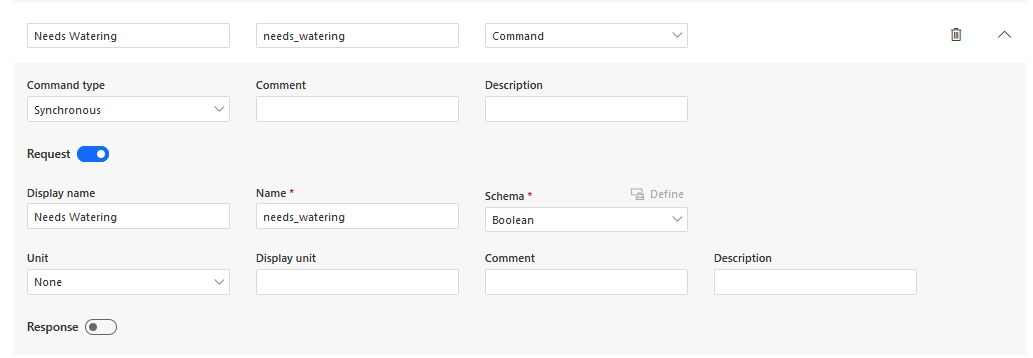 Needs Watering needs_watering Command
Command type Comment Description
Synchronous
Request
Display name Name * Schema * Define
Needs Watering needs_watering Boolean
Unit Display unit Comment Description
None
Response